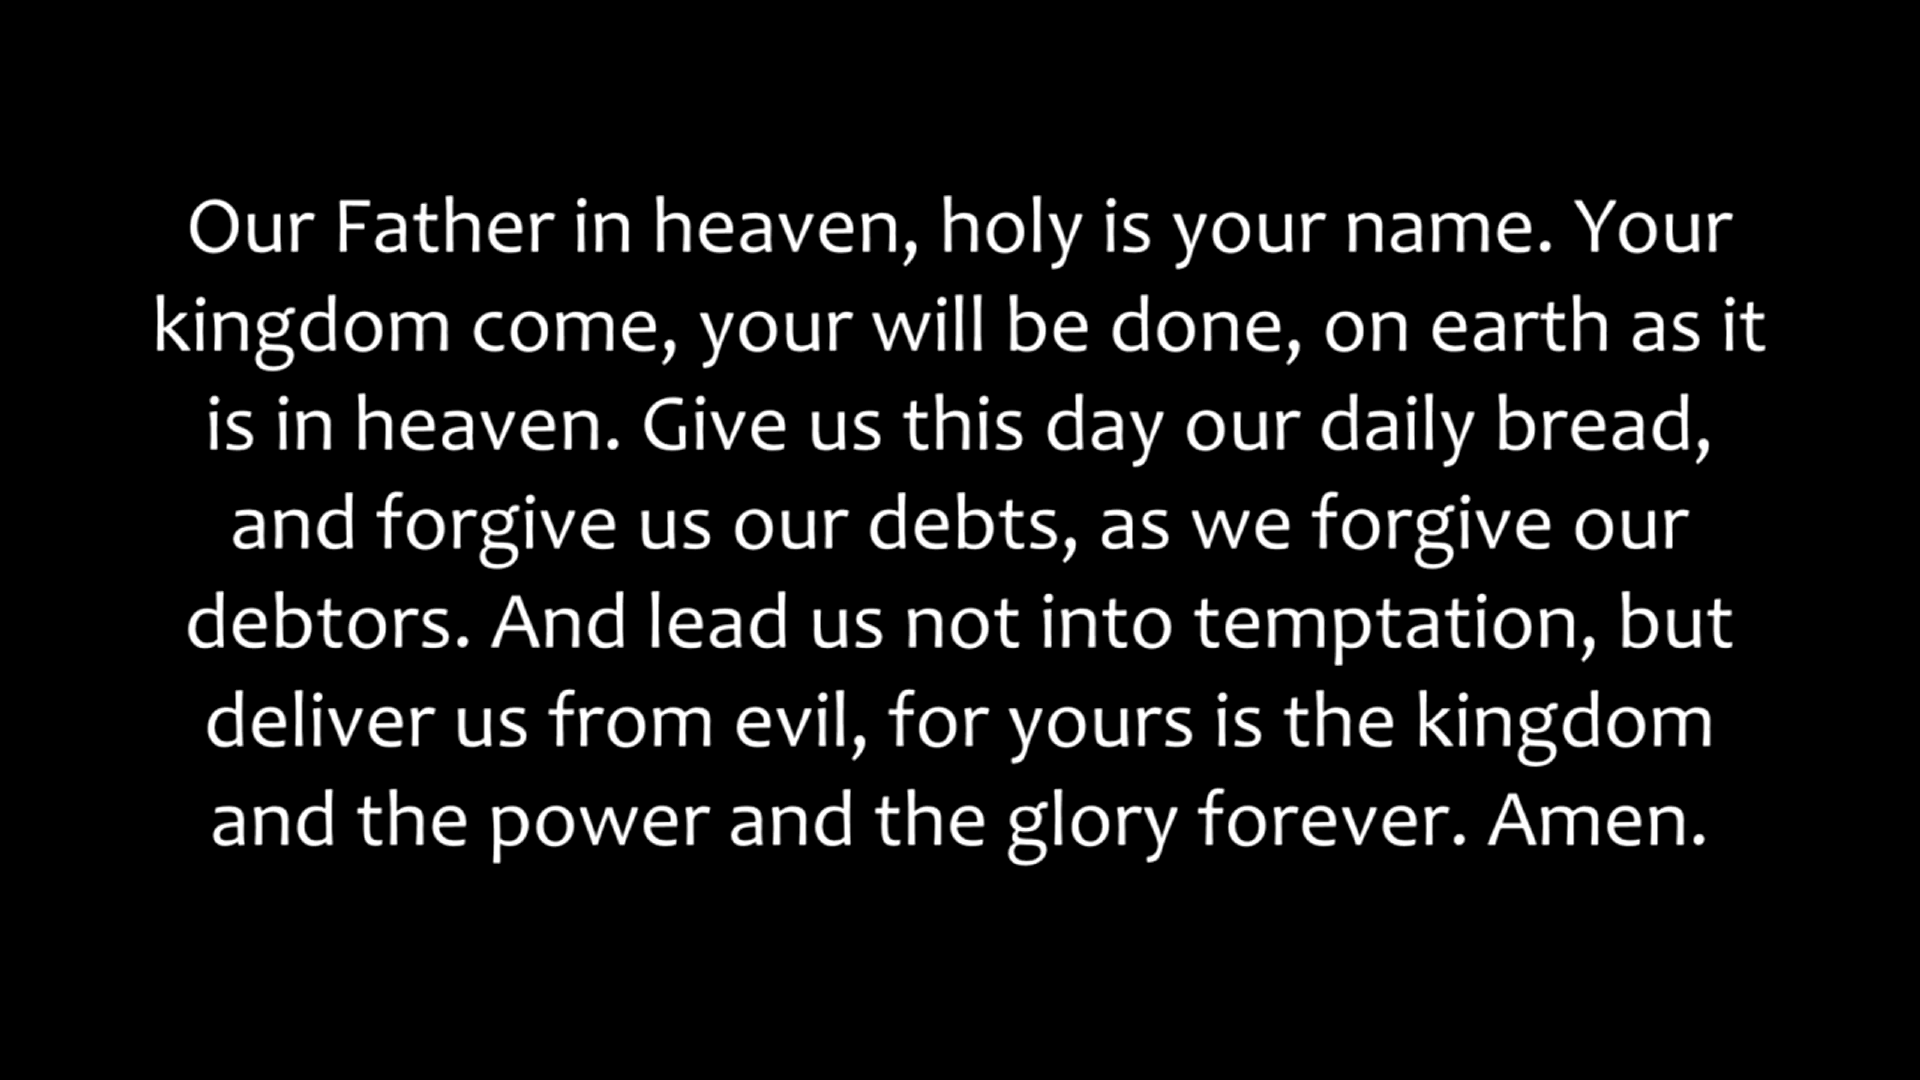 Our Father in heaven, holy is your name. Your
kingdom come, your will be done, on earth as it
is in heaven. Give us this day our daily bread,
and forgive us our debts, as we forgive our
debtors. And lead us not into temptation, but
deliver us from evil, for yours is the kingdom
and the power and the glory forever. Amen.